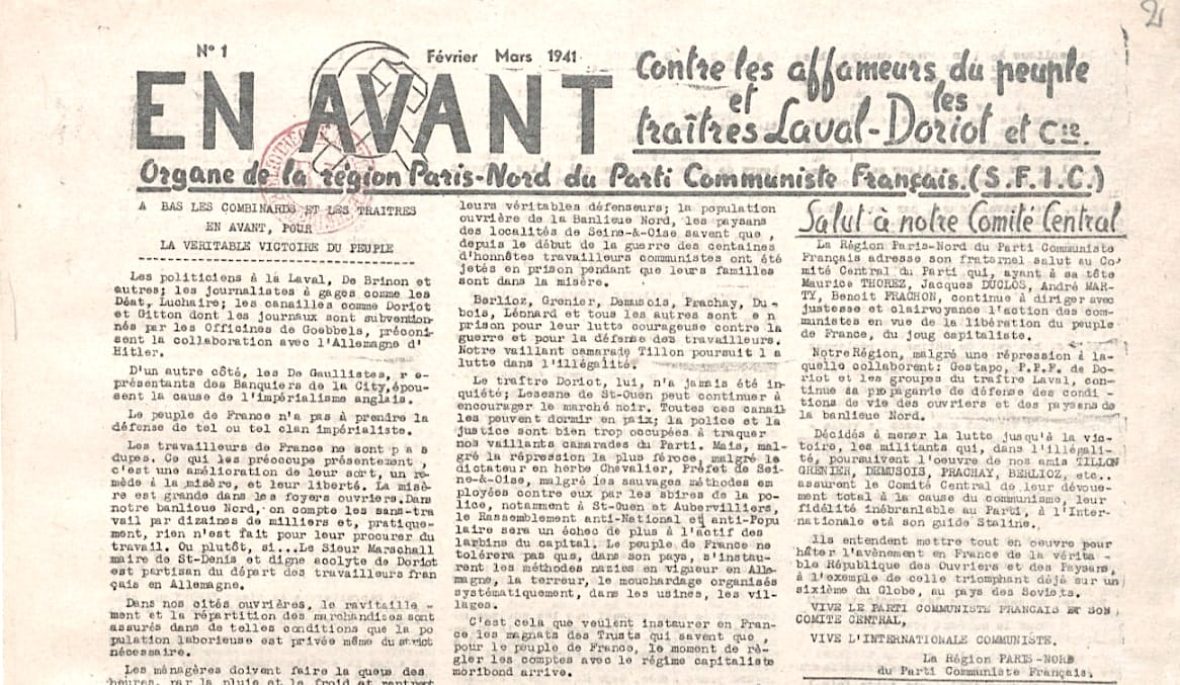 2
N° 1
Février Mars 1941
EN AVANT
Contre les affameurs du peuple
et les
traîtres Laval-Doriot et Cie.
Organe de la région Paris-Nord du Parti Communiste Français.(S.F.I.C.)
A BAS LES COMBINARDS ET LES TRAITRES
EN AVANT, POUR
LA VERITABLE VICTOIRE DU PEUPLE
Les politiciens à la Laval, De Brinon et
autres; les journalistes à gages comme les
Déat, Luchaire; les canailles comme Doriot
et Gitton dont les journaux sont subvention-
nés par les Officines de Goebbels, préconi-
sent la collaboration avec l'Allemagne d'
Hitler.
D'un autre côté, les De Gaullistes, r e-
présentants des Banquiers de la City,épou-
sent la cause de l'impérialisme anglais.
Le peuple de France n'a pas à prendre la
défense de tel ou tel clan impérialiste.
Les travailleurs de France ne sont p a s
dupes. Ce qui les préoccupe présentement ,
c'est une amélioration de leur sort, un re-
mède à la misère, et leur liberté. La misè-
re est grande dans les foyers ouvriers.Dans
notre banlieue Nord, on compte les sans-tra
vail par dizaines de milliers et, pratique-
ment, rien n'est fait pour leur procurer du
travail. Ou plutôt, si...Le Sieur Marschall
maire de St-Denis et digne acolyte de Doriot
est partisan du départ des travailleurs fran
çais en Allemagne.
Dans nos cités ouvrières, le ravitaille -
ment et la répartition des marchandises sont
assurés dans de telles conditions que la po
pulation laborieuse est privée même du strict
nécessaire.
Les ménagères doivent faire la queue des
heures, par la pluie et le froid et rentrent
leurs véritables défenseurs; la population
ouvrière de la Banlieue Nord, les paysans
des localités de Seine-&-Oise savent que ,
depuis le début de la guerre des centaines
d'honnêtes travailleurs communistes ont été
jetés en prison pendant que leurs familles
sont dans la misère.
Berlioz, Grenier, Demusois, Prachay, Du-
bois, Léonard et tous les autres sont e n
prison pour leur lutte courageuse contre la
guerre et pour la défense des travailleurs.
Notre vaillant camarade Tillon poursuit l a
lutte dans l'illégalité.
Le traître Doriot, lui, n'a jamais été in
quiété; Lesesne de St-Ouen peut continuer à
encourager le marché noir. Toutes ces canail
les peuvent dormir en paix; la police et la
justice sont bien trop occupées à traquer
nos vaillants camarades du Parti. Mais, mal-
gré la répression la plus féroce, malgré le
dictateur en herbe Chevalier, Préfet de Sei-
ne-&-Oise, malgré les sauvages méthodes em
ployées contre eux par les sbires de la po-
lice, notamment à St-Ouen et Aubervilliers,
le Rassemblement anti-National et anti-Popu
laire sera un échec de plus à l'actif des
larbins du capital. Le peuple de France ne
tolérera pas que, dans son pays, s'instau-
rent les méthodes nazies en vigueur en Alle-
magne, la terreur, le mouchardage organisés
systématiquement, dans les usines, les vil-
lages.
C'est cela que veulent instaurer en Fran-
ce les magnats des Trusts qui savent que ,
pour le peuple de France, le moment de rè-
gler les comptes avec le régime capitaliste
moribond arrive.
Salut à notre Comité Central
La Région Paris-Nord du Parti Communiste
Français adresse son fraternel salut au Co-
mité Central du Parti qui, ayant à sa tête
Maurice THOREZ, Jacques DUCLOS, André MAR-
TY, Benoit FRACHON, continue à diriger avec
justesse et clairvoyance l'action des com-
munistes en vue de la libération du peuple
de France, du joug capitaliste.
Notre Région, malgré une répression à la-
quelle collaborent: Gestapo, P.P.F. de Do-
riot et les groupes du traître Laval, con-
tinue sa propagande de défense des condi -
tions de vie des ouvriers et des paysans de
la banlieue Nord.
Décidés à mener la lutte jusqu'à la vic-
toire, les militants qui, dans l'illégali-
té, poursuivent l'oeuvre de nos amis TILLON
GRENIER, DEMUSOIS, PRACHAY, BERLIOZ, etc..
assurent le Comité Central de leur dévoue-
ment total à la cause du communisme, leur
fidélité inébranlable au Parti, à l'Inter-
nationale età son guide Staline.
Ils entendent mettre tout en oeuvre pour
hâter l'avènement en France de la vérita -
ble République des Ouvriers et des Paysans,
à l'exemple de celle triomphant déjà sur un
sixième du Globe, au pays des Soviets.
VIVE LE PARTI COMMUNISTE FRANCAIS ET SON
COMITE CENTRAL,
VIVE L'INTERNATIONALE COMMUNISTE.
La Région PARIS-NORD
du Parti Communiste Français.